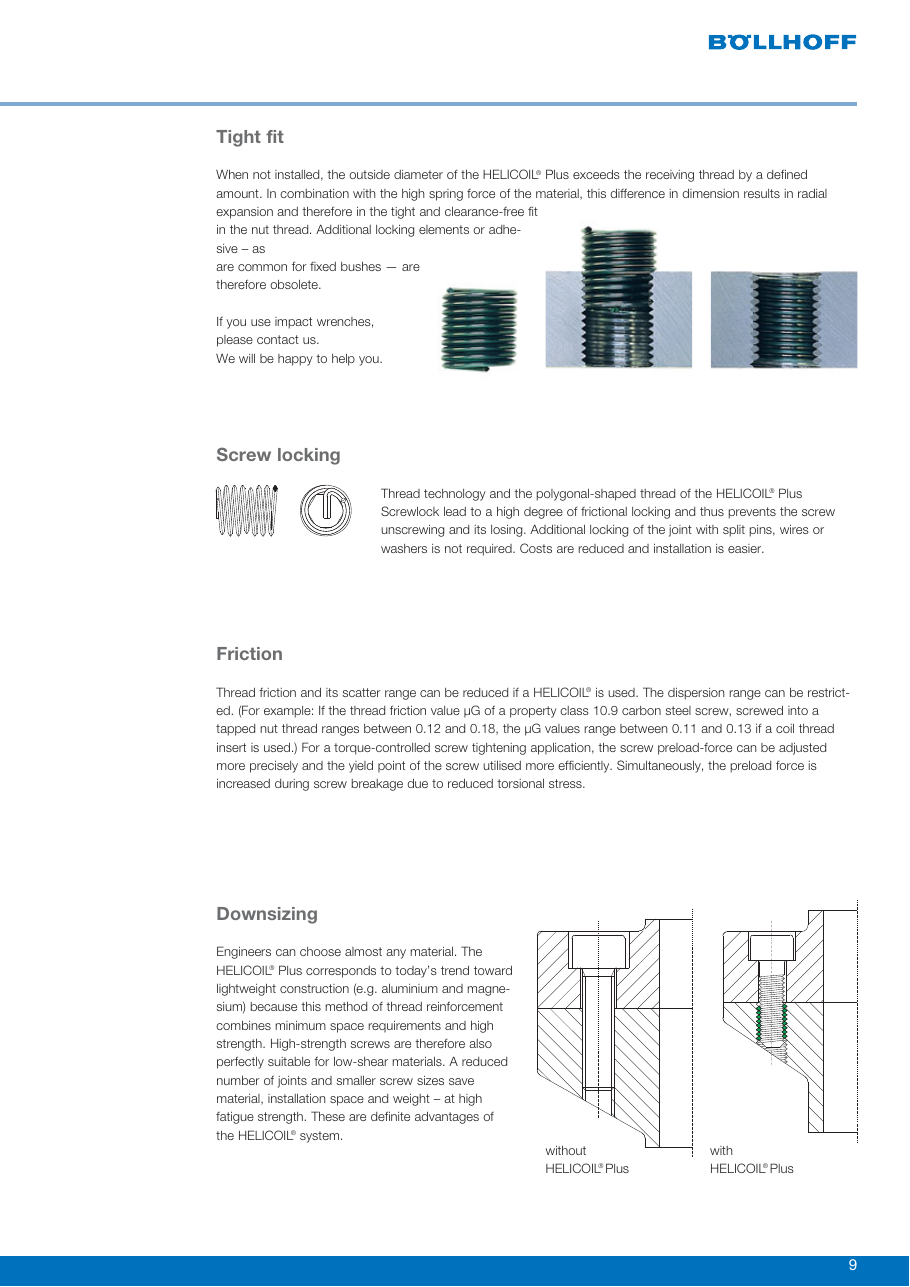 BÖLLHOFF
Tight fit
When not installed, the outside diameter of the HELICOIL® Plus exceeds the receiving thread by a defined
amount. In combination with the high spring force of the material, this difference in dimension results in radial
expansion and therefore in the tight and clearance-free fit
in the nut thread. Additional locking elements or adhe-
sive – as
are common for fixed bushes — are
therefore obsolete.
If you use impact wrenches,
please contact us.
We will be happy to help you.
Screw locking
Thread technology and the polygonal-shaped thread of the HELICOIL® Plus
Screwlock lead to a high degree of frictional locking and thus prevents the screw
unscrewing and its losing. Additional locking of the joint with split pins, wires or
washers is not required. Costs are reduced and installation is easier.
Friction
Thread friction and its scatter range can be reduced if a HELICOIL® is used. The dispersion range can be restrict-
ed. (For example: If the thread friction value µG of a property class 10.9 carbon steel screw, screwed into a
tapped nut thread ranges between 0.12 and 0.18, the µG values range between 0.11 and 0.13 if a coil thread
insert is used.) For a torque-controlled screw tightening application, the screw preload-force can be adjusted
more precisely and the yield point of the screw utilised more efficiently. Simultaneously, the preload force is
increased during screw breakage due to reduced torsional stress.
Downsizing
Engineers can choose almost any material. The
HELICOIL® Plus corresponds to today's trend toward
lightweight construction (e.g. aluminium and magne-
sium) because this method of thread reinforcement
combines minimum space requirements and high
strength. High-strength screws are therefore also
perfectly suitable for low-shear materials. A reduced
number of joints and smaller screw sizes save
material, installation space and weight – at high
fatigue strength. These are definite advantages of
the HELICOIL® system.
without
HELICOIL® Plus
with
HELICOIL® Plus
9